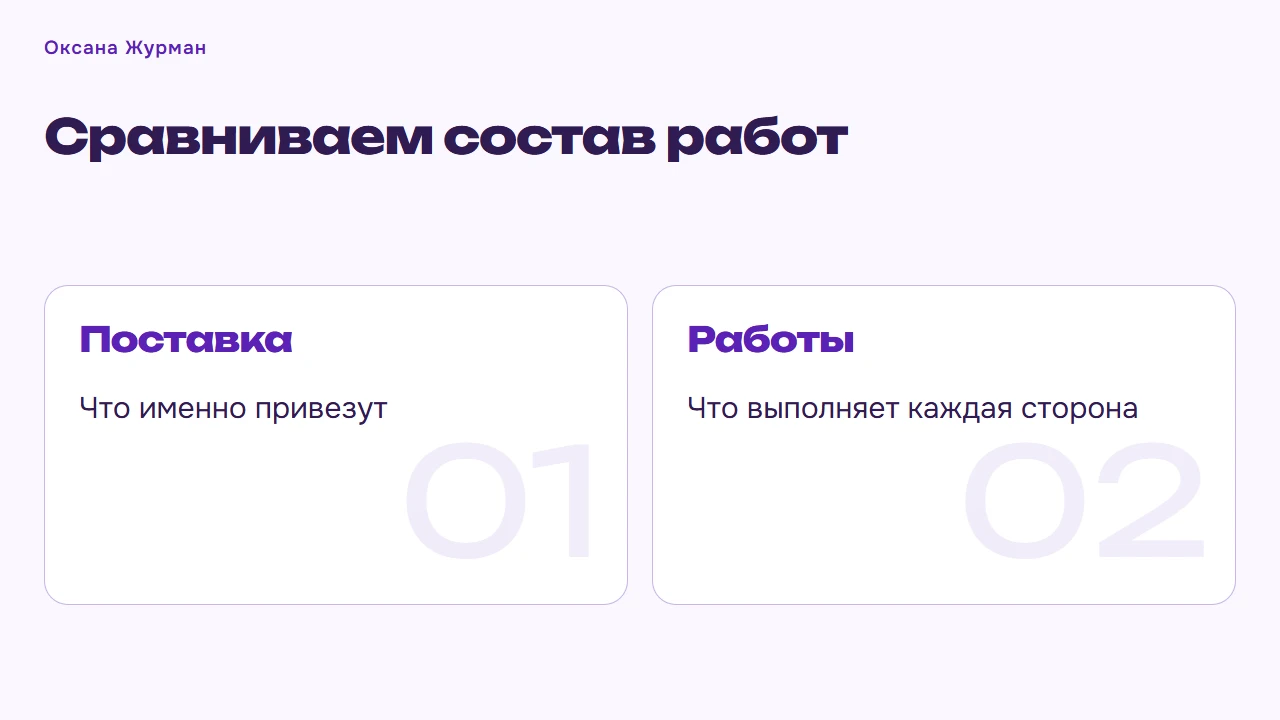 Оксана Журман
Сравниваем состав работ
Поставка
Что именно привезут
01
Работы
Что выполняет каждая сторона
02